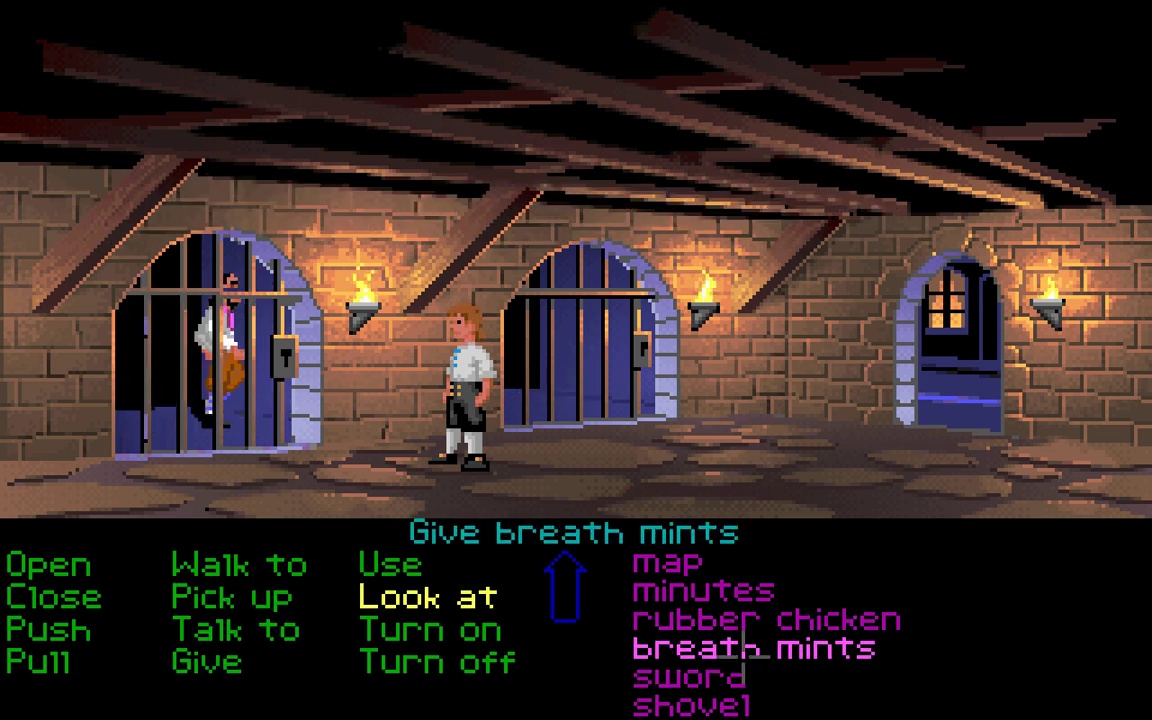 Give breath mints
Open Walk to Use
Close Pick up Look at
Push Talk to Turn on
Pull Give Turn off
map
minutes
rubber chicken
breath mints
sword
shovel